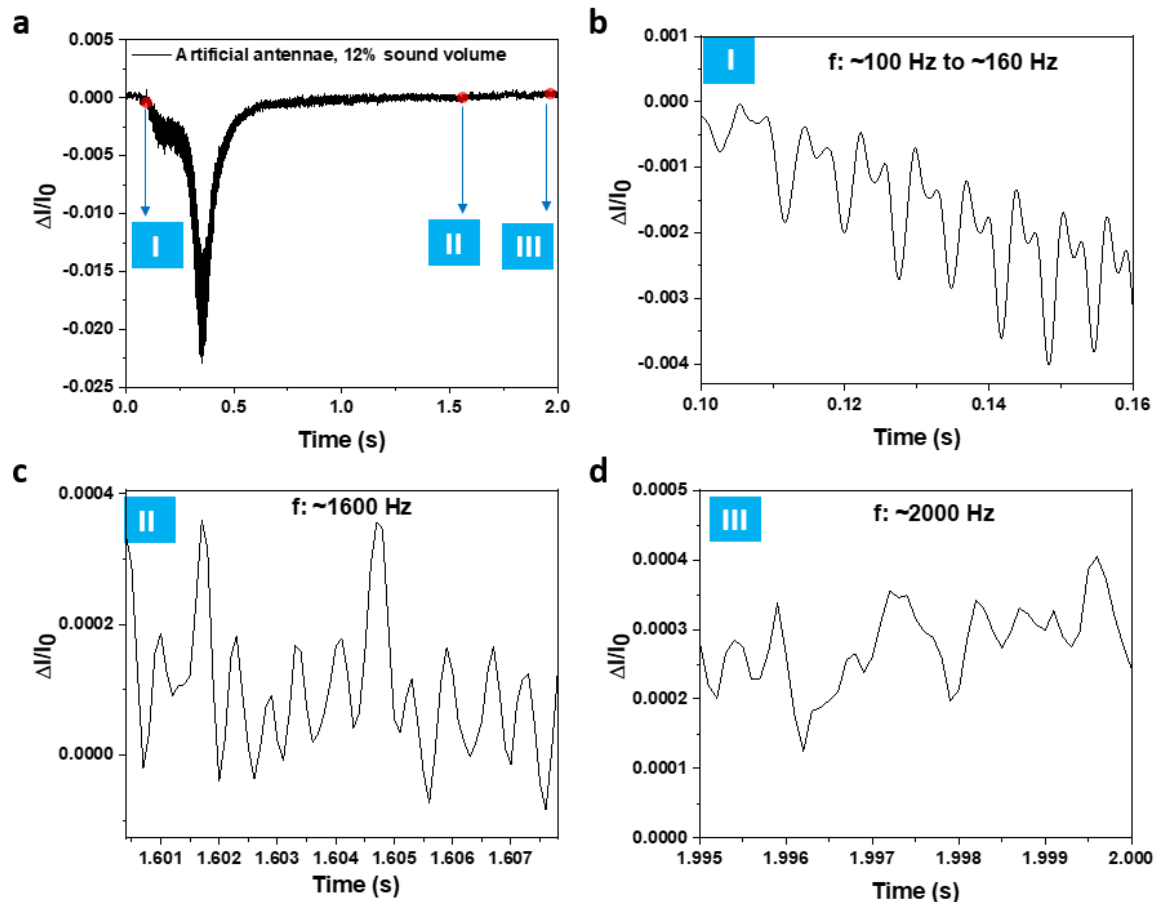 a
0.005
Artificial antennae, 12% sound volume
0.000
-0.005
-0.010
-0.015
-0.020
-0.025
ΔI/I0
I
II
III
0.0
0.5
1.0
1.5
2.0
Time (s)
b
0.001
I
f: ~100 Hz to ~160 Hz
0.000
-0.001
-0.002
-0.003
-0.004
ΔI/I0
0.10
0.12
0.14
0.16
Time (s)
c
0.0004
II
f: ~1600 Hz
0.0002
0.0000
ΔI/I0
1.601
1.602
1.603
1.604
1.605
1.606
1.607
Time (s)
d
0.0005
III
f: ~2000 Hz
0.0004
0.0003
0.0002
0.0001
0.0000
ΔI/I0
1.995
1.996
1.997
1.998
1.999
2.000
Time (s)